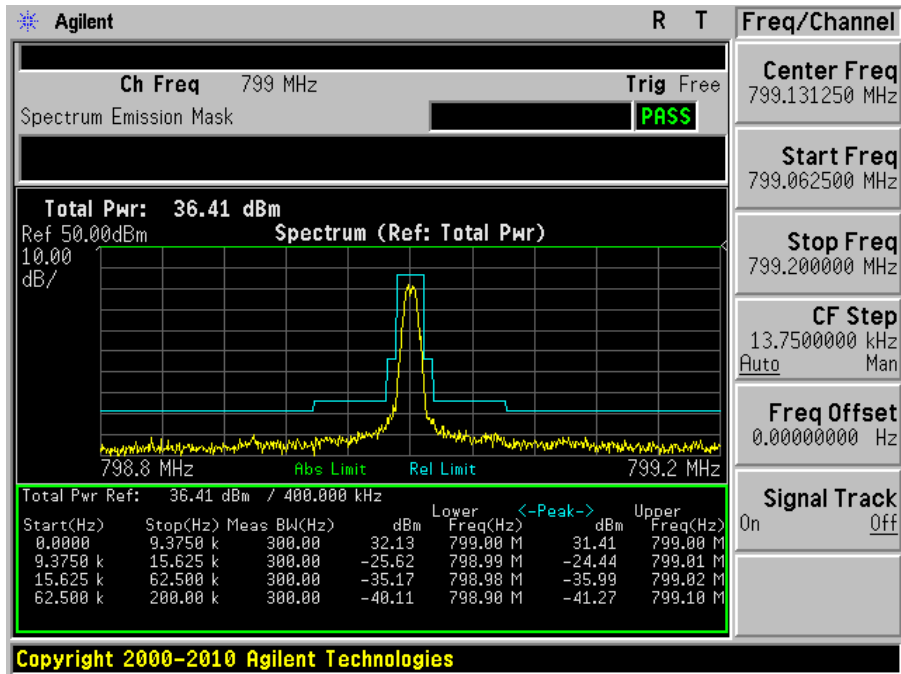 Agilent R T
Ch Freq 799 MHz Trig Free
Spectrum Emission Mask PASS
Total Pwr: 36.41 dBm
Ref 50.00dBm Spectrum (Ref: Total Pwr)
10.00
dB/
798.8 MHz Abs Limit Rel Limit 799.2 MHz
Total Pwr Ref: 36.41 dBm / 400.000 kHz
Lower <-Peak-> Upper
Start(Hz) Stop(Hz) Meas BW(Hz) dBm Freq(Hz) dBm Freq(Hz)
0.0000 9.3750 k 300.00 32.13 799.00 M 31.41 799.00 M
9.3750 k 15.625 k 300.00 -25.62 798.99 M -24.44 799.01 M
15.625 k 62.500 k 300.00 -35.17 798.98 M -35.99 799.02 M
62.500 k 200.00 k 300.00 -40.11 798.90 M -41.27 799.10 M
Freq/Channel
Center Freq
799.131250 MHz
Start Freq
799.062500 MHz
Stop Freq
799.200000 MHz
CF Step
13.7500000 kHz
Auto Man
Freq Offset
0.00000000 Hz
Signal Track
On Off
Copyright 2000-2010 Agilent Technologies